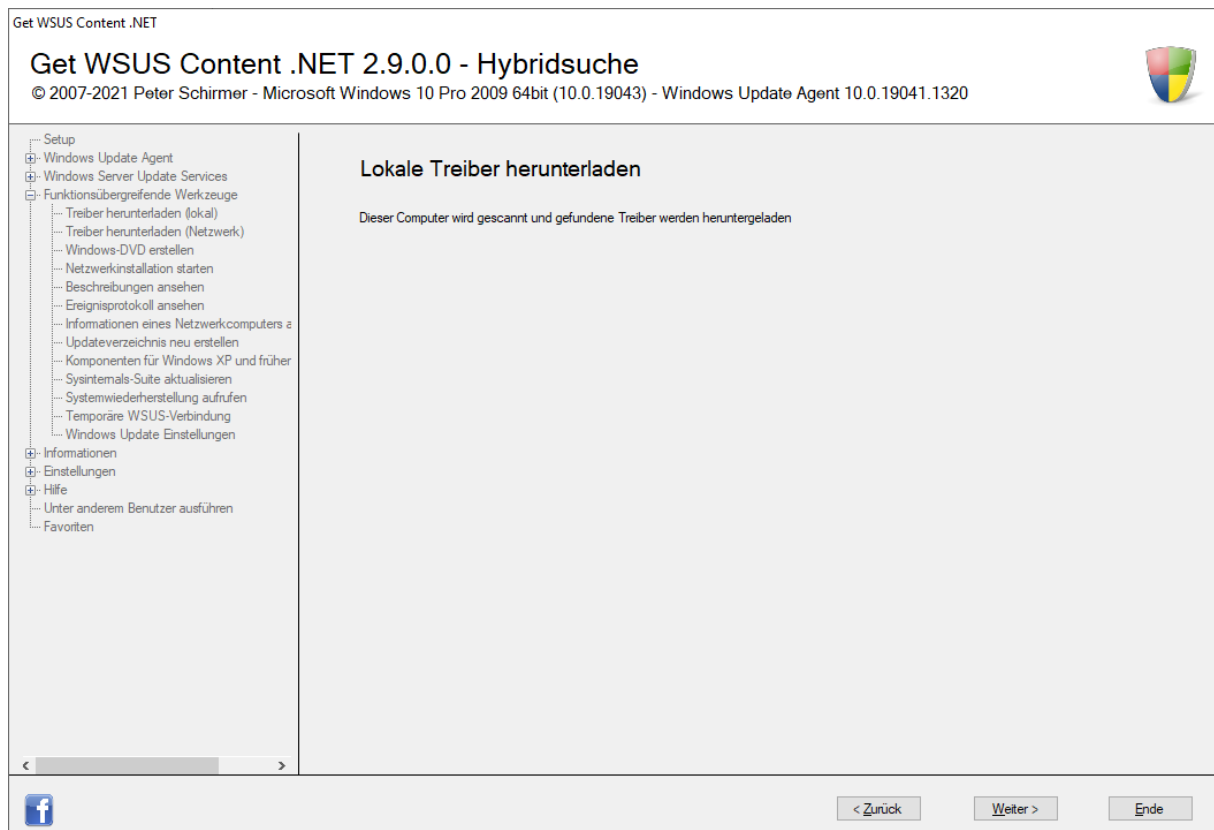 Get WSUS Content .NET
Get WSUS Content .NET 2.9.0.0 - Hybridsuche
© 2007-2021 Peter Schirmer - Microsoft Windows 10 Pro 2009 64bit (10.0.19043) - Windows Update Agent 10.0.19041.1320
Setup
Windows Update Agent
Windows Server Update Services
Funktionsübergreifende Werkzeuge
Treiber herunterladen (lokal)
Treiber herunterladen (Netzwerk)
Windows-DVD erstellen
Netzwerkinstallation starten
Beschreibungen ansehen
Ereignisprotokoll ansehen
Informationen eines Netzwerkcomputers a
Updateverzeichnis neu erstellen
Komponenten für Windows XP und früher
Sysinternals-Suite aktualisieren
Systemwiederherstellung aufrufen
Temporäre WSUS-Verbindung
Windows Update Einstellungen
Informationen
Einstellungen
Hilfe
Unter anderem Benutzer ausführen
Favoriten
Lokale Treiber herunterladen
Dieser Computer wird gescannt und gefundene Treiber werden heruntergeladen
< Zurück
Weiter >
Ende